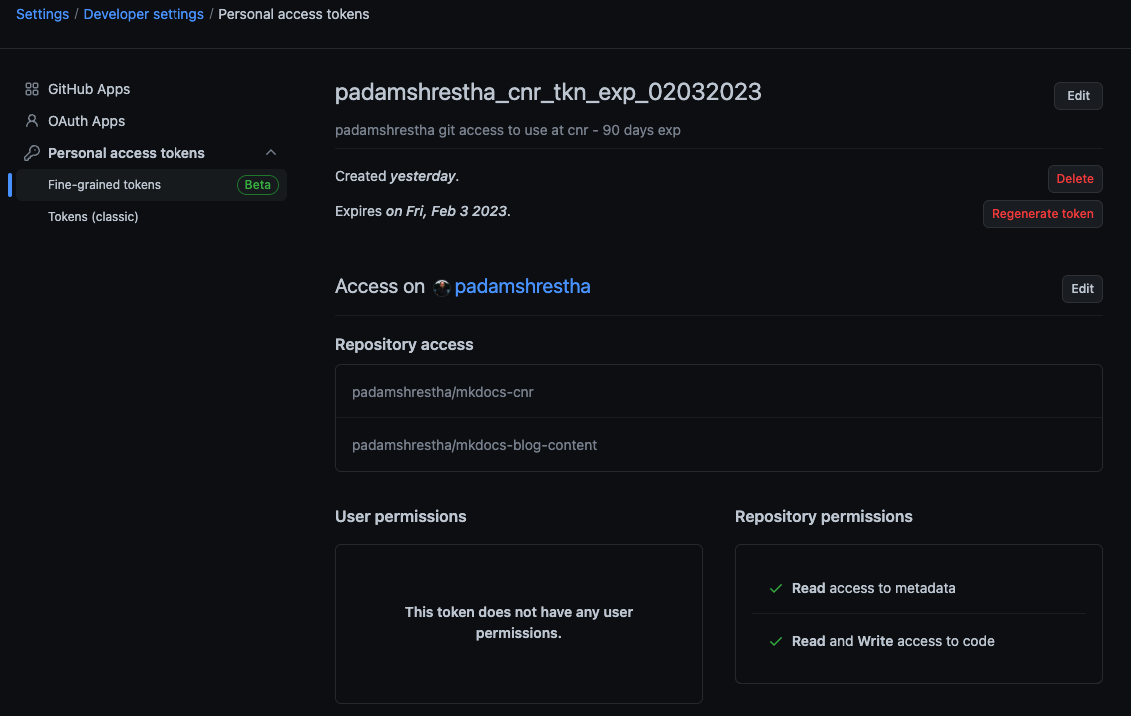 Settings / Developer settings / Personal access tokens
GitHub Apps
OAuth Apps
Personal access tokens
Fine-grained tokens Beta
Tokens (classic)
padamshrestha_cnr_tkn_exp_02032023
Edit
padamshrestha git access to use at cnr - 90 days exp
Created yesterday.
Delete
Expires on Fri, Feb 3 2023.
Regenerate token
Access on padamshrestha
Edit
Repository access
padamshrestha/mkdocs-cnr
padamshrestha/mkdocs-blog-content
User permissions
This token does not have any user
permissions.
Repository permissions
Read access to metadata
Read and Write access to code